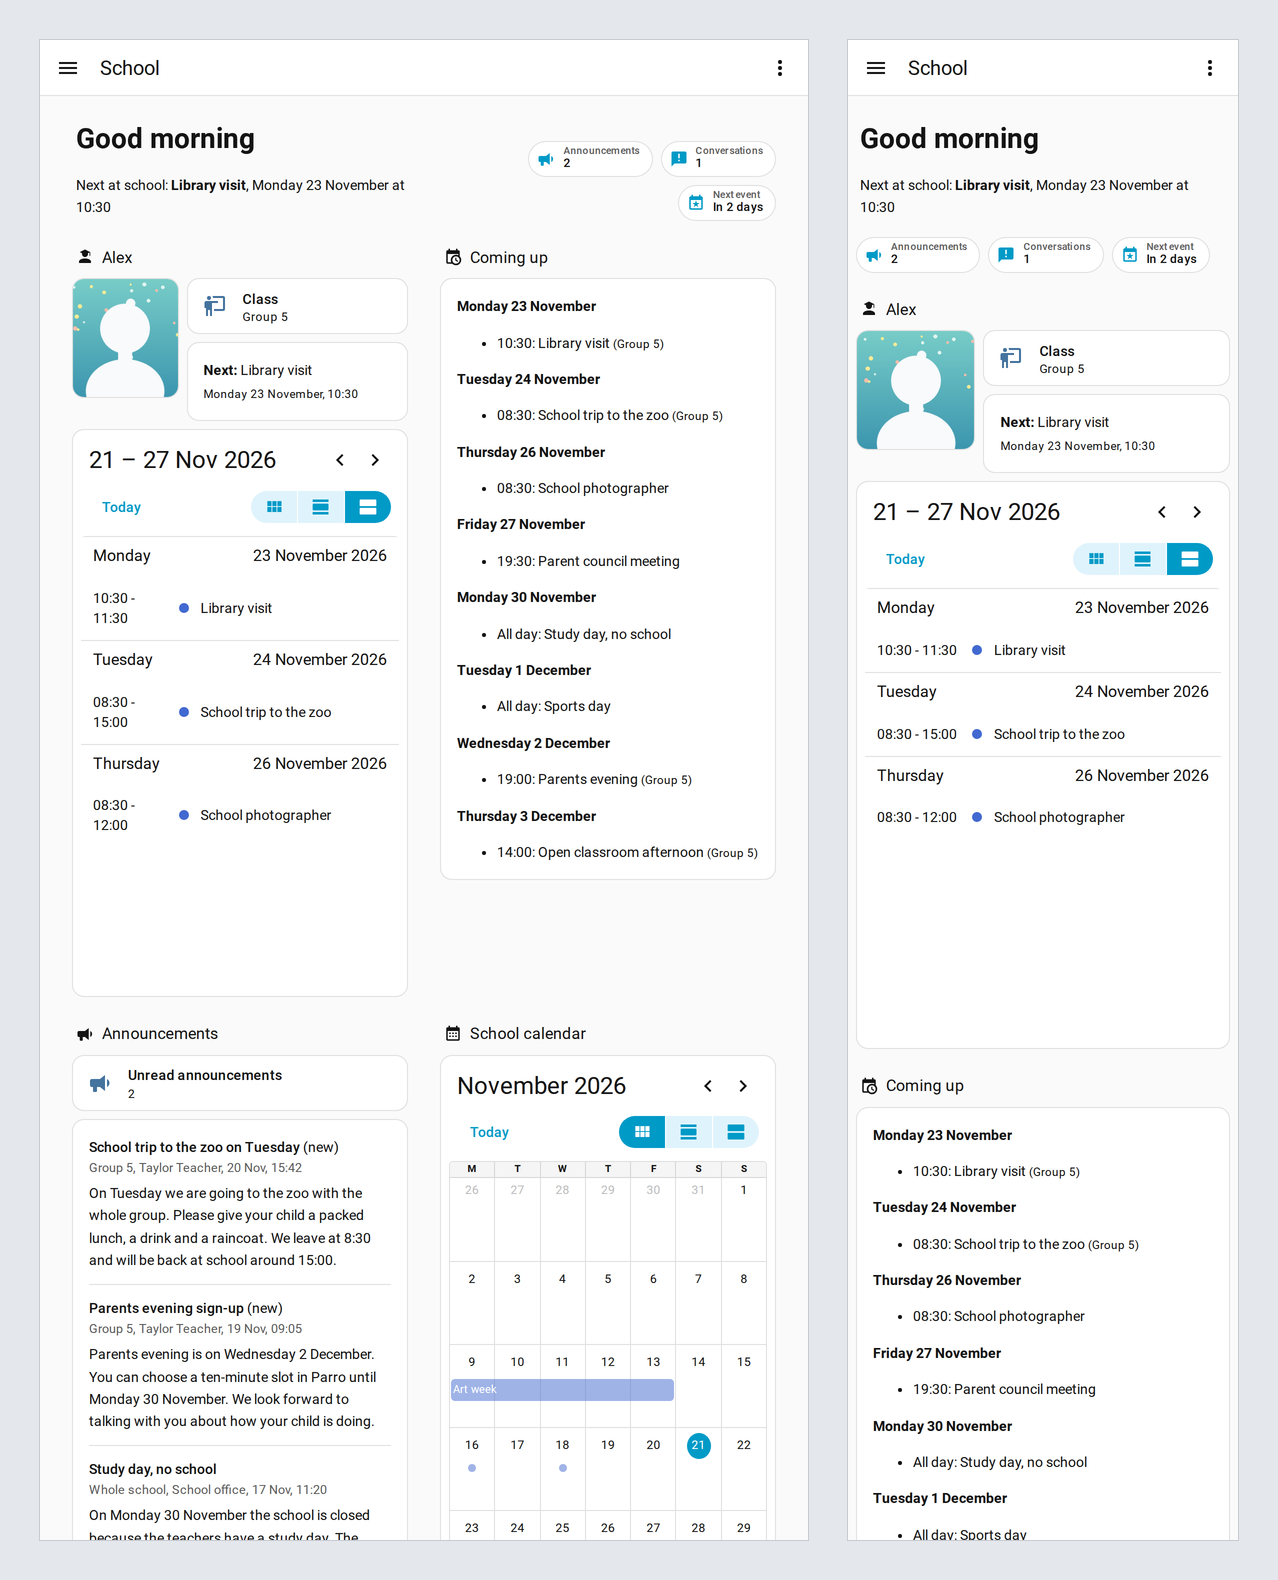 School
Good morning
Next at school: Library visit, Monday 23 November at
10:30
Announcements
2
Conversations
1
Next event
In 2 days
Alex
Class
Group 5
Next: Library visit
Monday 23 November, 10:30
21 – 27 Nov 2026
Today
Monday 23 November 2026
10:30 -
11:30
Library visit
Tuesday 24 November 2026
08:30 -
15:00
School trip to the zoo
Thursday 26 November 2026
08:30 -
12:00
School photographer
Coming up
Monday 23 November
• 10:30: Library visit (Group 5)
Tuesday 24 November
• 08:30: School trip to the zoo (Group 5)
Thursday 26 November
• 08:30: School photographer
Friday 27 November
• 19:30: Parent council meeting
Monday 30 November
• All day: Study day, no school
Tuesday 1 December
• All day: Sports day
Wednesday 2 December
• 19:00: Parents evening (Group 5)
Thursday 3 December
• 14:00: Open classroom afternoon (Group 5)
Announcements
Unread announcements
2
School trip to the zoo on Tuesday (new)
Group 5, Taylor Teacher, 20 Nov, 15:42
On Tuesday we are going to the zoo with the
whole group. Please give your child a packed
lunch, a drink and a raincoat. We leave at 8:30
and will be back at school around 15:00.
Parents evening sign-up (new)
Group 5, Taylor Teacher, 19 Nov, 09:05
Parents evening is on Wednesday 2 December.
You can choose a ten-minute slot in Parro until
Monday 30 November. We look forward to
talking with you about how your child is doing.
Study day, no school
Whole school, School office, 17 Nov, 11:20
On Monday 30 November the school is closed
because the teachers have a study day. The
School calendar
November 2026
Today
M T W T F S S
26 27 28 29 30 31 1
2 3 4 5 6 7 8
9 10 11 12 13 14 15
Art week
16 17 18 19 20 21 22
23 24 25 26 27 28 29
School
Good morning
Next at school: Library visit, Monday 23 November at
10:30
Announcements
2
Conversations
1
Next event
In 2 days
Alex
Class
Group 5
Next: Library visit
Monday 23 November, 10:30
21 – 27 Nov 2026
Today
Monday 23 November 2026
10:30 - 11:30 Library visit
Tuesday 24 November 2026
08:30 - 15:00 School trip to the zoo
Thursday 26 November 2026
08:30 - 12:00 School photographer
Coming up
Monday 23 November
• 10:30: Library visit (Group 5)
Tuesday 24 November
• 08:30: School trip to the zoo (Group 5)
Thursday 26 November
• 08:30: School photographer
Friday 27 November
• 19:30: Parent council meeting
Monday 30 November
• All day: Study day, no school
Tuesday 1 December
• All day: Sports day